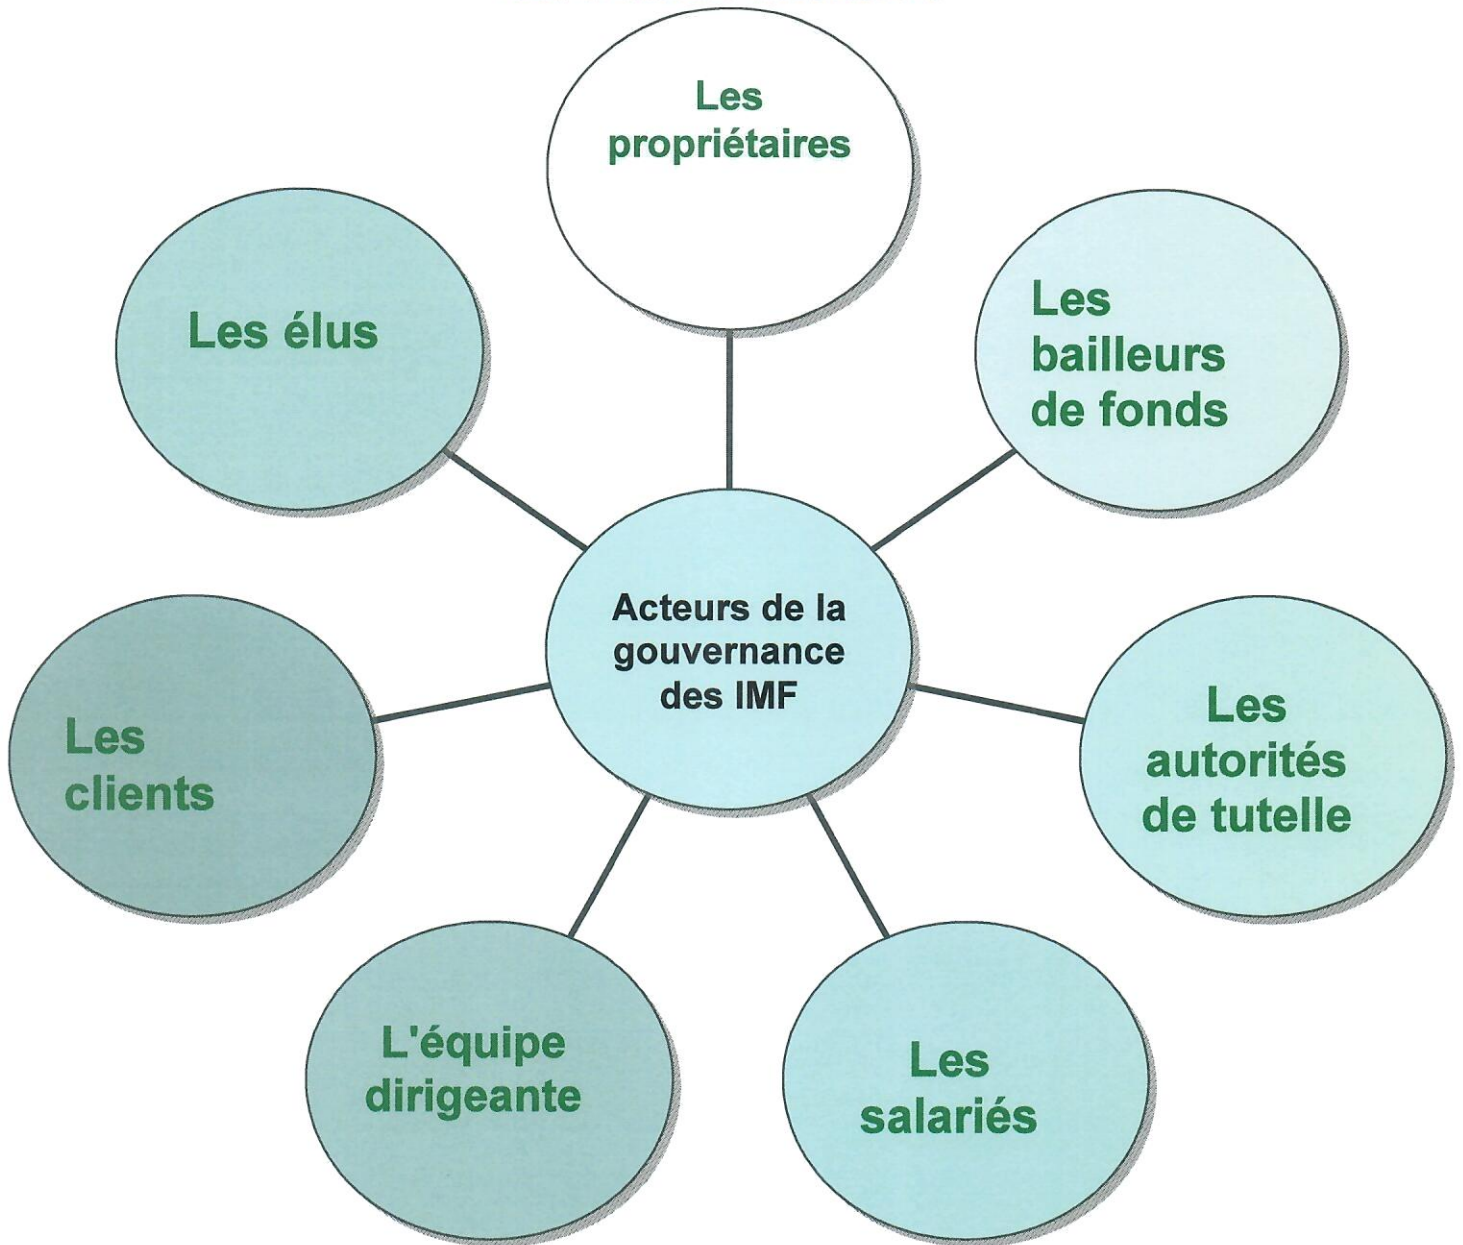 Les
propriétaires
Les élus
Les
bailleurs
de fonds
Acteurs de la
gouvernance
des IMF
Les
clients
Les
autorités
de tutelle
L'équipe
dirigeante
Les
salariés